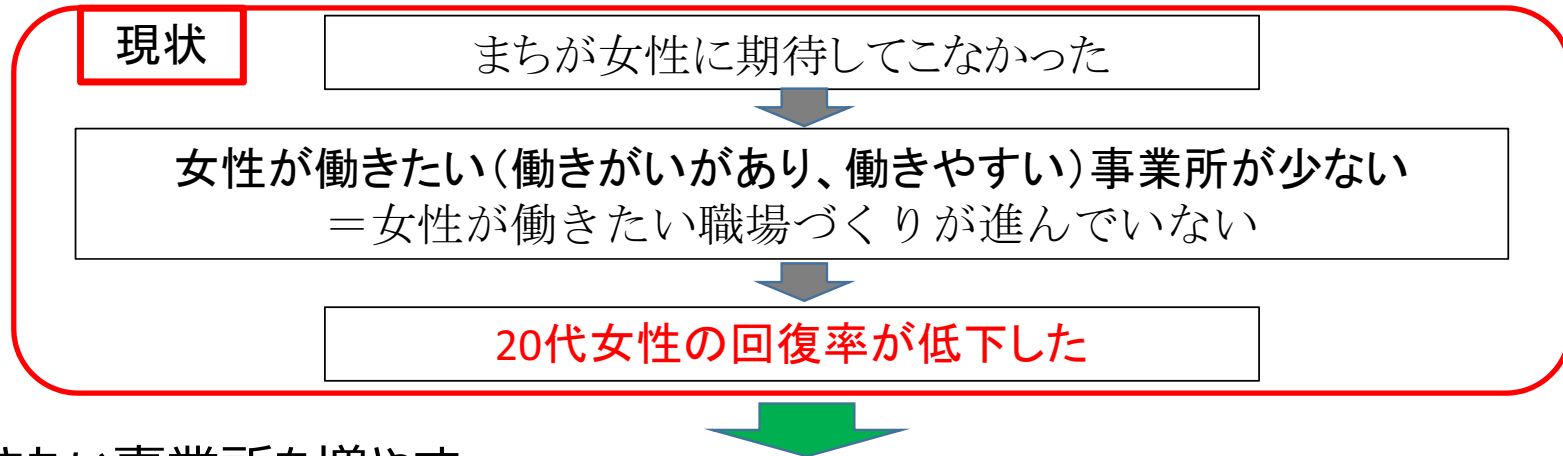 現状
まちが女性に期待してこなかった
女性が働きたい（働きがいがあり、働きやすい）事業所が少ない
＝女性が働きたい職場づくりが進んでいない
20代女性の回復率が低下した
きたい事業所を増やす